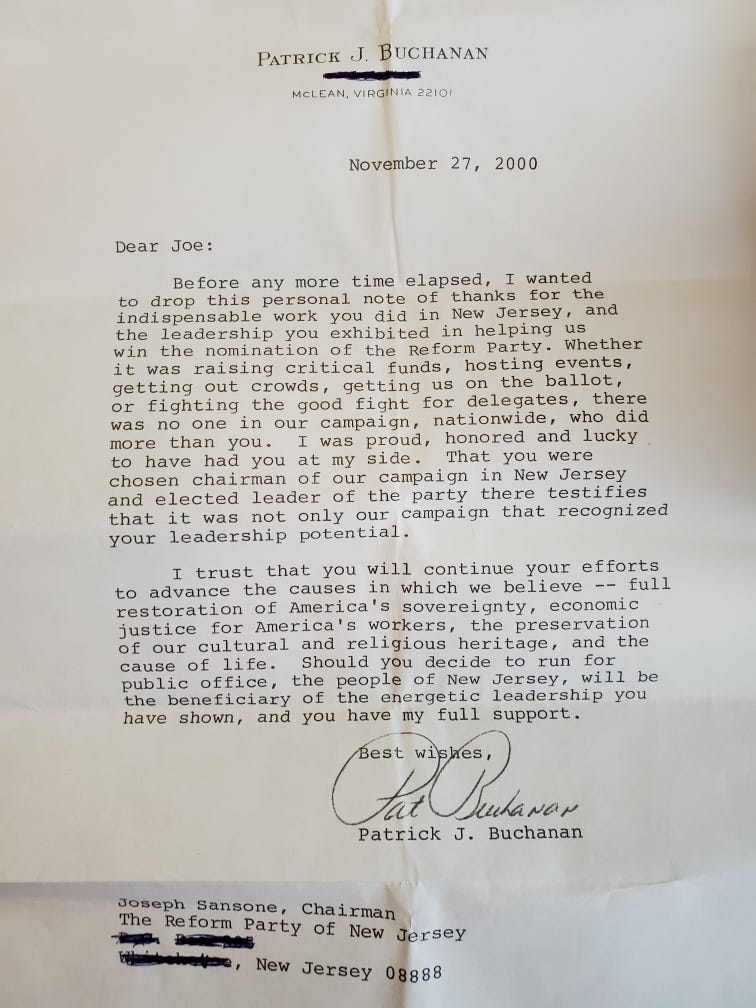 PATRICK J. BUCHANAN
MCLEAN, VIRGINIA 22101
November 27, 2000
Dear Joe:
Before any more time elapsed, I wanted
to drop this personal note of thanks for the
indispensable work you did in New Jersey, and
the leadership you exhibited in helping us
win the nomination of the Reform Party. Whether
it was raising critical funds, hosting events,
getting out crowds, getting us on the ballot,
or fighting the good fight for delegates, there
was no one in our campaign, nationwide, who did
more than you. I was proud, honored and lucky
to have had you at my side. That you were
chosen chairman of our campaign in New Jersey
and elected leader of the party there testifies
that it was not only our campaign that recognized
your leadership potential.
I trust that you will continue your efforts
to advance the causes in which we believe -- full
restoration of America's sovereignty, economic
justice for America's workers, the preservation
of our cultural and religious heritage, and the
cause of life. Should you decide to run for
public office, the people of New Jersey, will be
the beneficiary of the energetic leadership you
have shown, and you have my full support.
Best wishes,
Pat Buchanan
Patrick J. Buchanan
Joseph Sansone, Chairman
The Reform Party of New Jersey
, New Jersey 08888